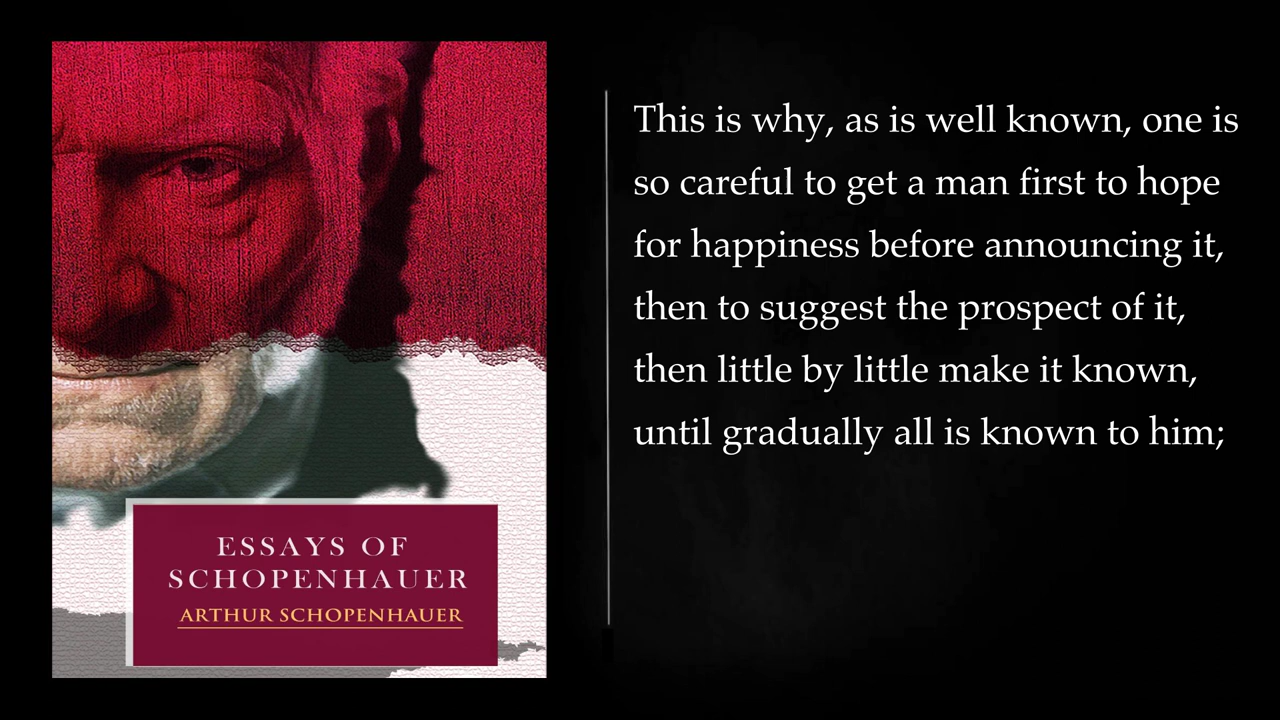 ESSAYS OF
SCHOPENHAUER
ARTHUR SCHOPENHAUER
This is why, as is well known, one is
so careful to get a man first to hope
for happiness before announcing it,
then to suggest the prospect of it,
then little by little make it known,
until gradually all is known to him;